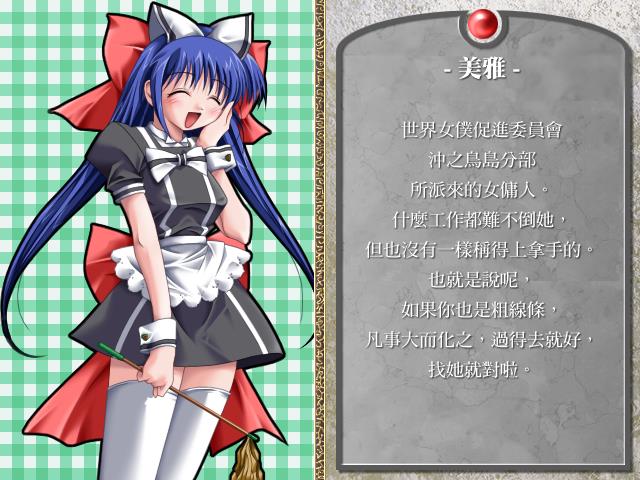 - 美雅 -
世界女僕促進委員會
沖之鳥島分部
所派來的女傭人。
什麼工作都難不倒她，
但也沒有一樣稱得上拿手的。
也就是說呢，
如果你也是粗線條，
凡事大而化之，過得去就好，
找她就對啦。